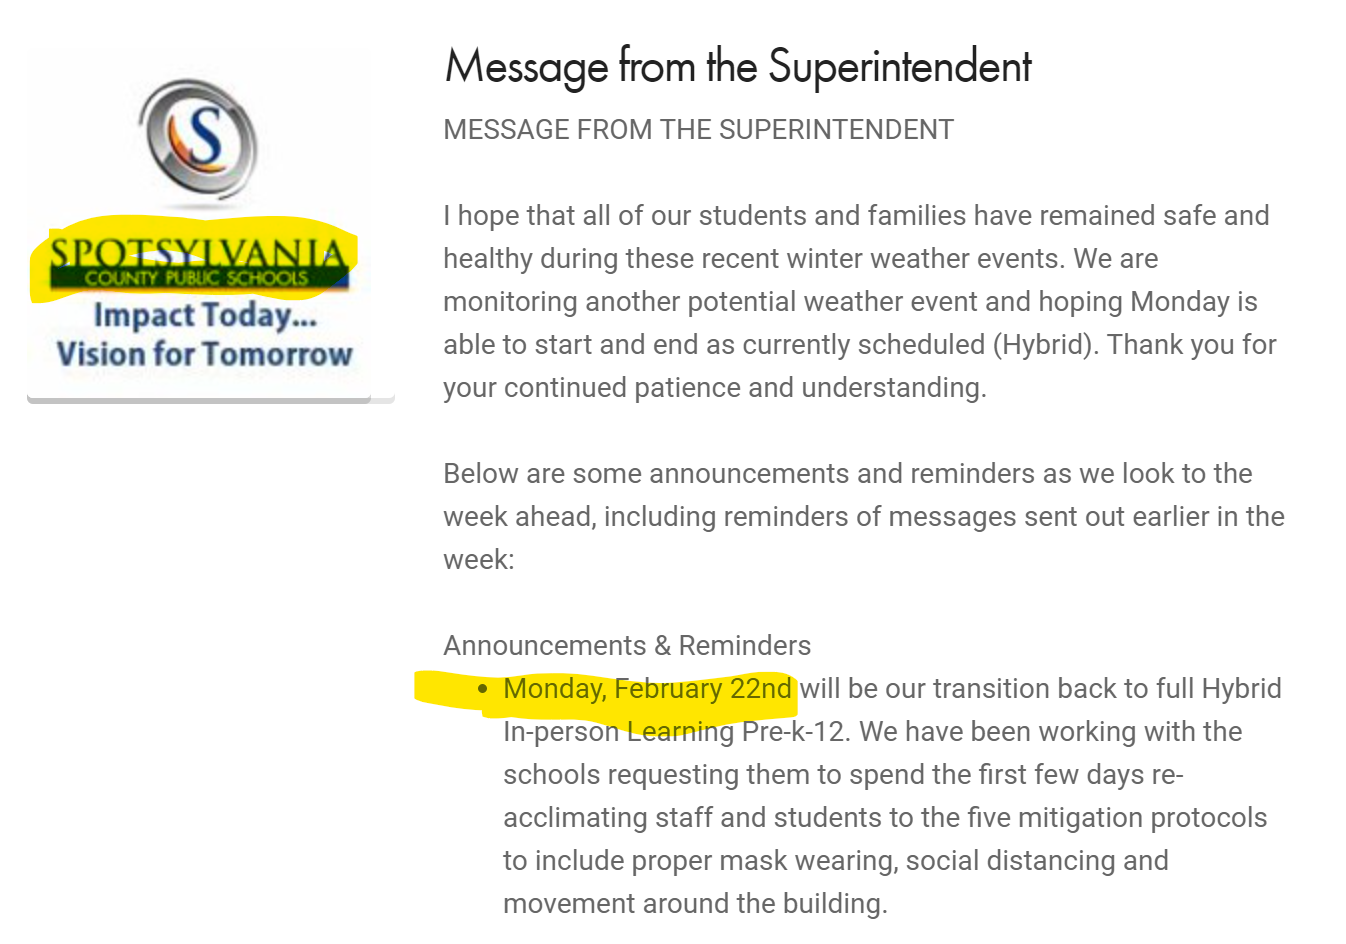 S
SPOTSYLVANIA
COUNTY PUBLIC SCHOOLS
Impact Today...
Vision for Tomorrow
Message from the Superintendent
MESSAGE FROM THE SUPERINTENDENT
I hope that all of our students and families have remained safe and
healthy during these recent winter weather events. We are
monitoring another potential weather event and hoping Monday is
able to start and end as currently scheduled (Hybrid). Thank you for
your continued patience and understanding.
Below are some announcements and reminders as we look to the
week ahead, including reminders of messages sent out earlier in the
week:
Announcements & Reminders
• Monday, February 22nd will be our transition back to full Hybrid
In-person Learning Pre-k-12. We have been working with the
schools requesting them to spend the first few days re-
acclimating staff and students to the five mitigation protocols
to include proper mask wearing, social distancing and
movement around the building.